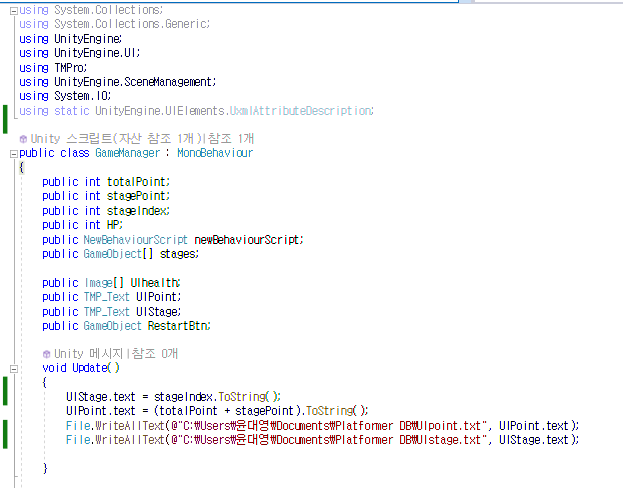 using System.Collections;
using System.Collections.Generic;
using UnityEngine;
using UnityEngine.UI;
using TMPro;
using UnityEngine.SceneManagement;
using System.IO;
using static UnityEngine.UIElements.UxmlAttributeDescription;
Unity 스크립트(자산 참조 1개)|참조 1개
public class GameManager : MonoBehaviour
{
public int totalPoint;
public int stagePoint;
public int stageIndex;
public int HP;
public NewBehaviourScript newBehaviourScript;
public GameObject[] stages;
public Image[] UIhealth;
public TMP_Text UIPoint;
public TMP_Text UIStage;
public GameObject RestartBtn;
Unity 메시지|참조 0개
void Update()
{
UIStage.text = stageIndex.ToString();
UIPoint.text = (totalPoint + stagePoint).ToString();
File.WriteAllText(@"C:₩Users₩윤대영₩Documents₩Platformer DB₩UIpoint.txt", UIPoint.text);
File.WriteAllText(@"C:₩Users₩윤대영₩Documents₩Platformer DB₩UIstage.txt", UIStage.text);
}